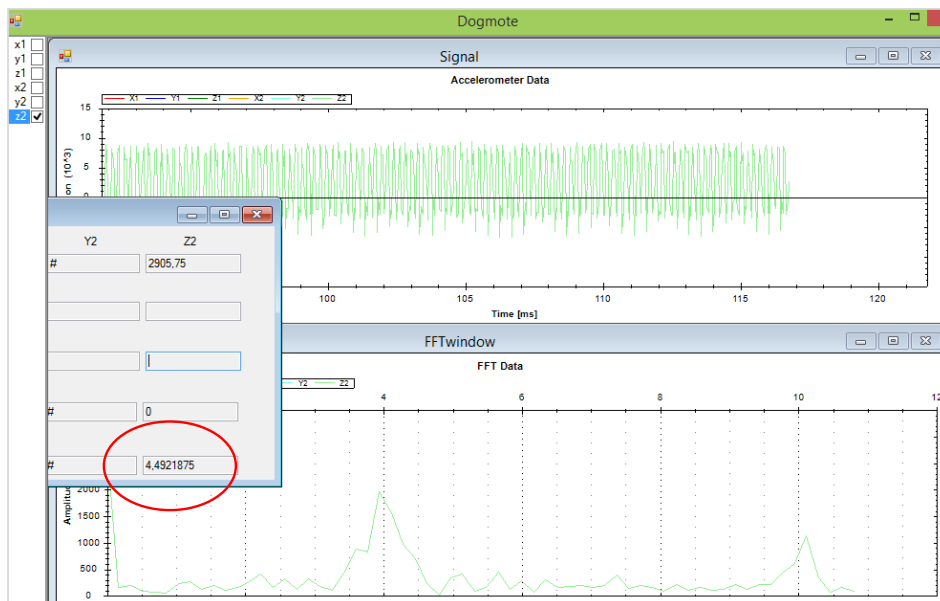 Dogmote
x1
y1
z1
x2
y2
z2
Signal
Accelerometer Data
X1 Y1 Z1 X2 Y2 Z2
15
10
5
0
on (10^3)
100 105 110 115 120
Time [ms]
Y2 Z2
# 2905,75
# 0
# 4,4921875
FFTwindow
FFT Data
Y2 Z2
4 6 8 10 12
2000
1500
1000
500
0